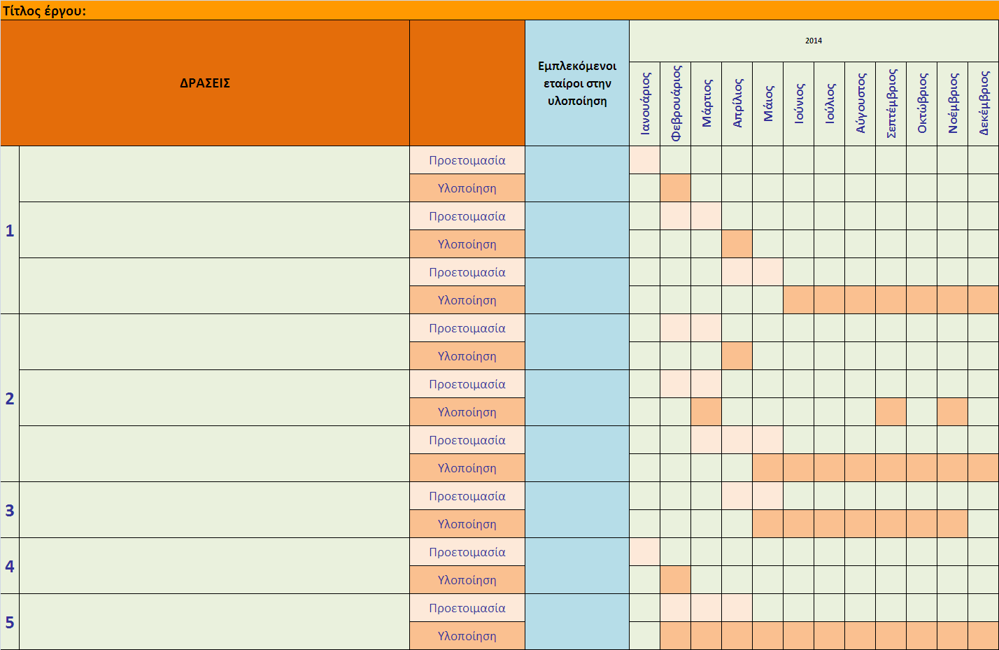 Τίτλος έργου:
ΔΡΑΣΕΙΣ
Εμπλεκόμενοι
εταίροι στην
υλοποίηση
2014
Ιανουάριος
Φεβρουάριος
Μάρτιος
Απρίλιος
Μάιος
Ιούνιος
Ιούλιος
Αύγουστος
Σεπτέμβριος
Οκτώβριος
Νοέμβριος
Δεκέμβριος
1
Προετοιμασία
Υλοποίηση
Προετοιμασία
Υλοποίηση
Προετοιμασία
Υλοποίηση
2
Προετοιμασία
Υλοποίηση
Προετοιμασία
Υλοποίηση
Προετοιμασία
Υλοποίηση
3
Προετοιμασία
Υλοποίηση
4
Προετοιμασία
Υλοποίηση
5
Προετοιμασία
Υλοποίηση